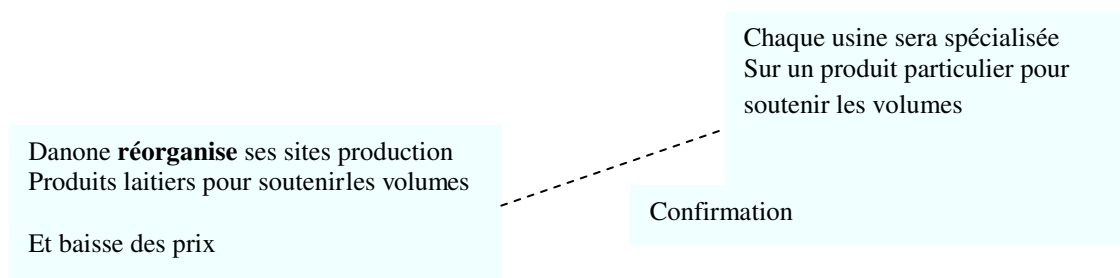 Chaque usine sera spécialisée
Sur un produit particulier pour
soutenir les volumes
Danone réorganise ses sites production
Produits laitiers pour soutenirles volumes
Et baisse des prix
Confirmation